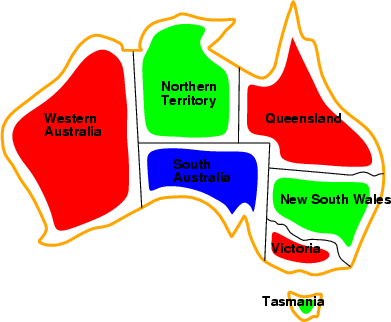 Northern
Territory
Western
Australia
Queensland
South
Australia
New South Wales
Victoria
Tasmania